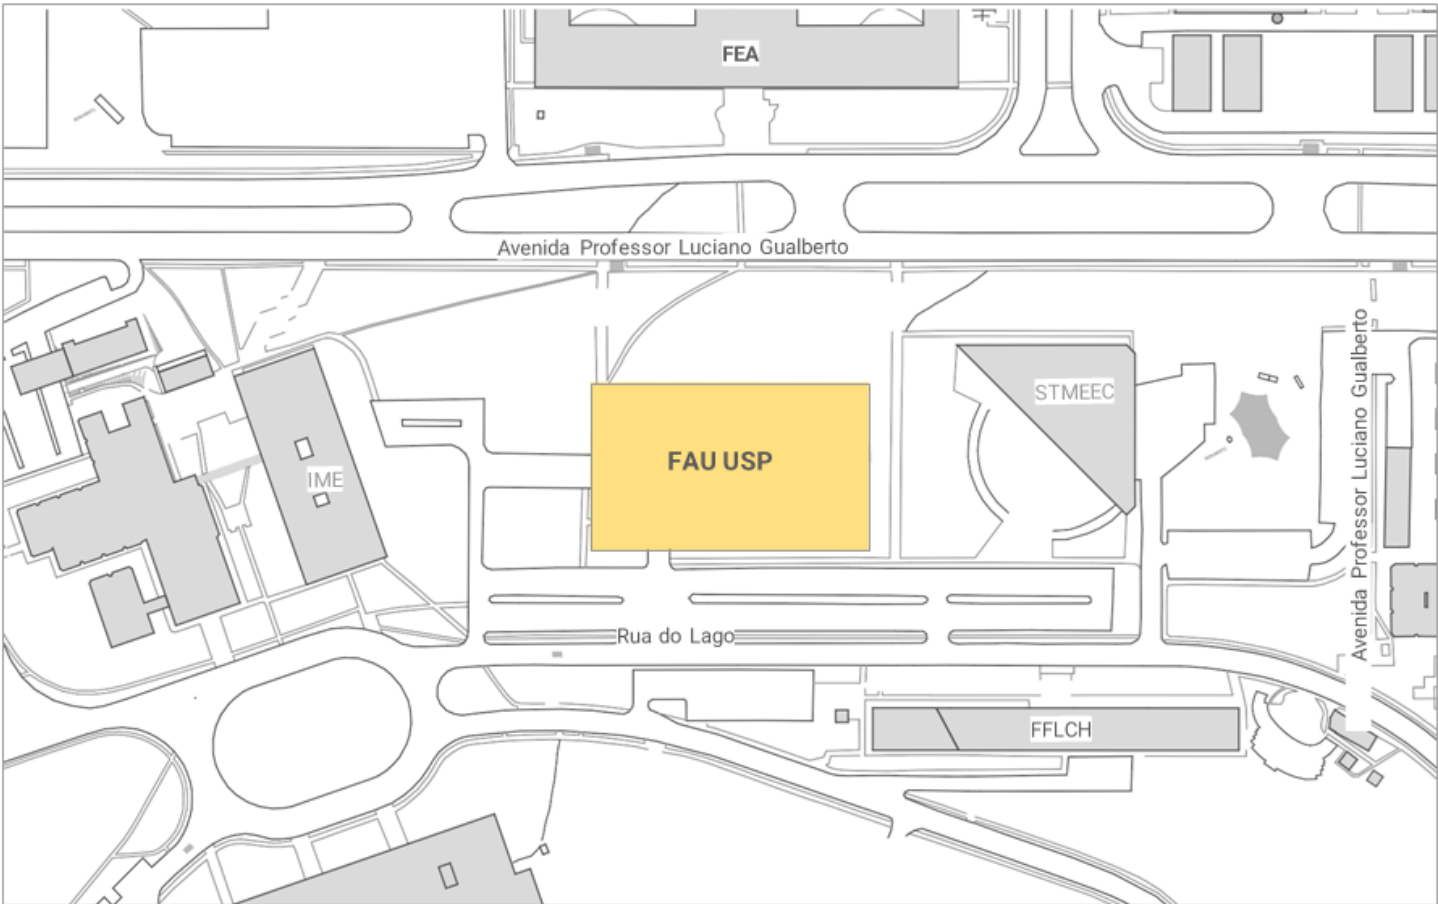 FEA
Avenida Professor Luciano Gualberto
STMEEC
FAU USP
IME
Avenida Professor Luciano Gualberto
Rua do Lago
FFLCH